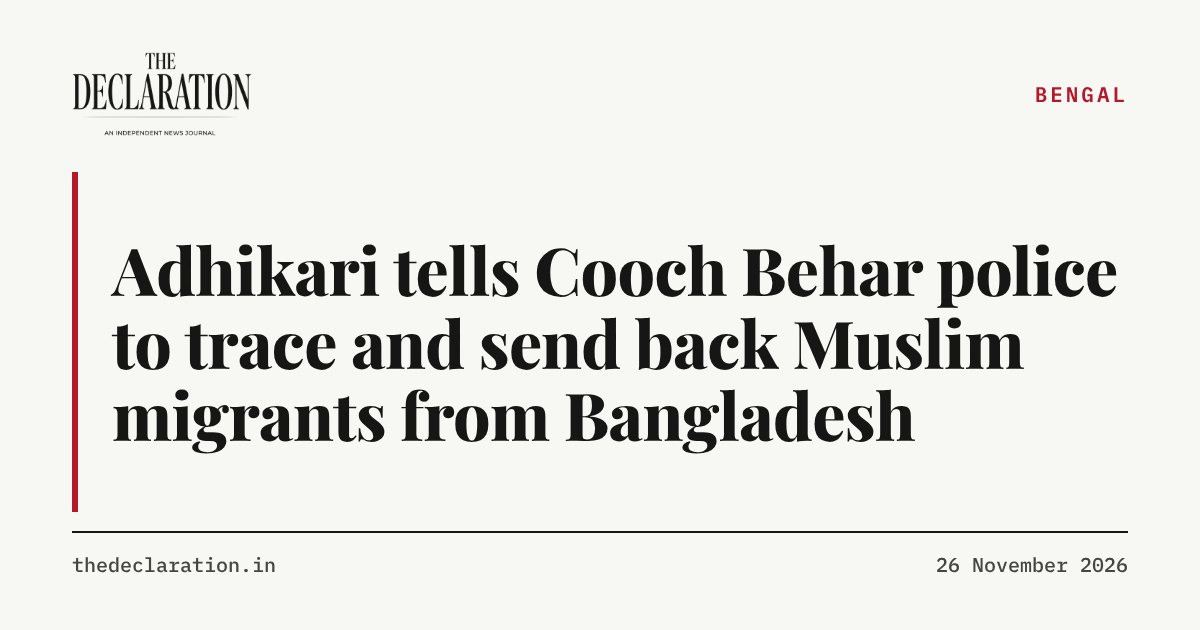 THE
DECLARATION
AN INDEPENDENT NEWS JOURNAL
BENGAL
Adhikari tells Cooch Behar police
to trace and send back Muslim
migrants from Bangladesh
thedeclaration.in
26 November 2026